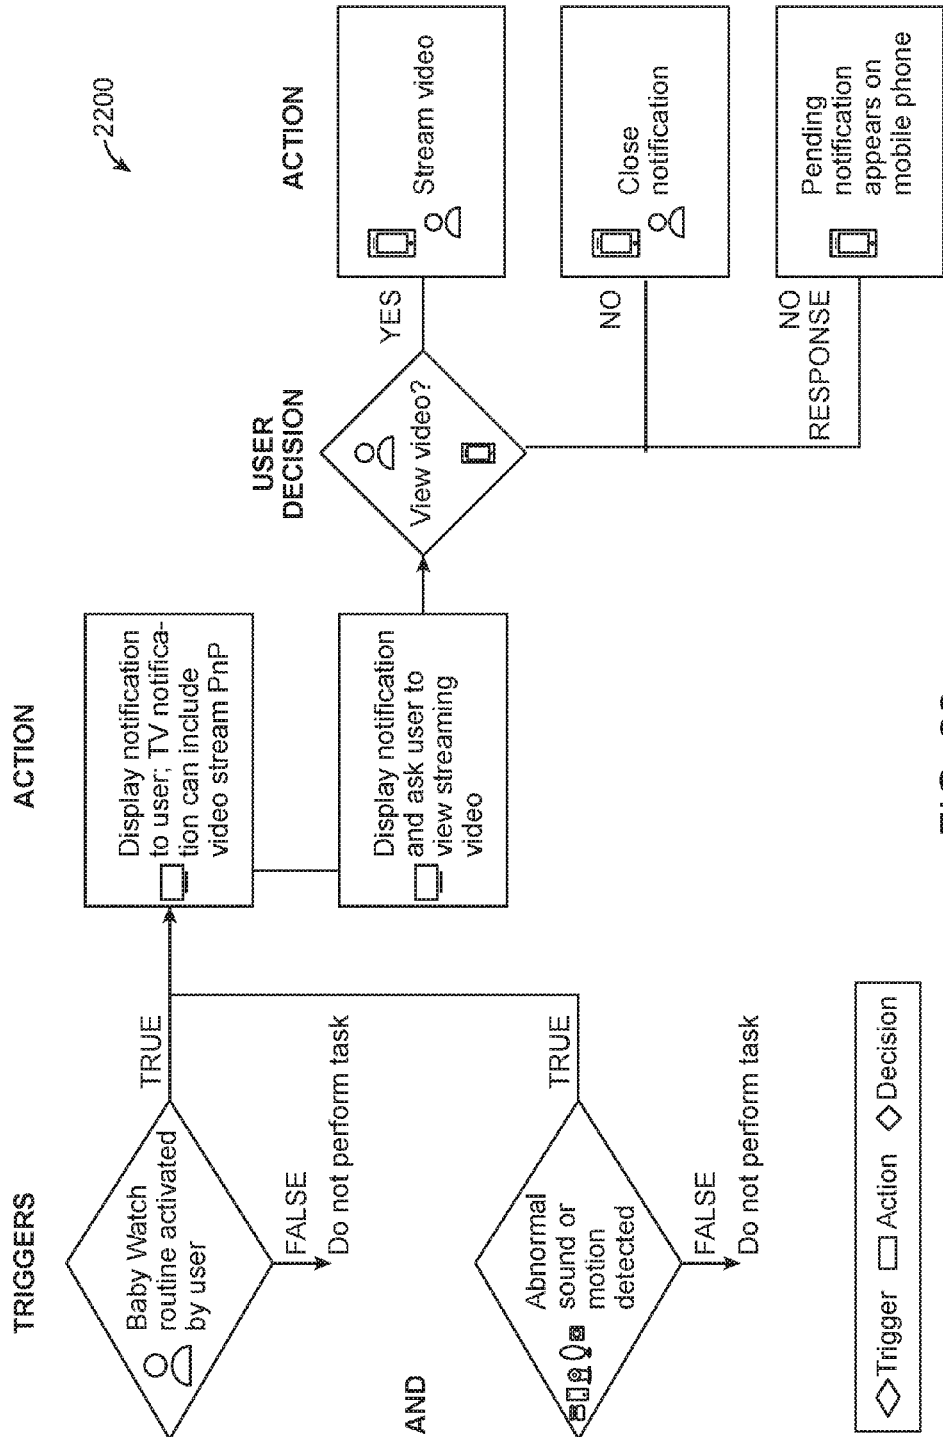 TRIGGERS
ACTION
2200
Baby Watch
routine activated
by user
TRUE
FALSE
Do not perform task
AND
Abnormal
sound or
motion
detected
TRUE
FALSE
Do not perform task
Display notification
to user; TV notifica-
tion can include
video stream PnP
Display notification
and ask user to
view streaming
video
USER
DECISION
View video?
ACTION
YES
Stream video
NO
Close
notification
NO
RESPONSE
Pending
notification
appears on
mobile phone
Trigger Action Decision